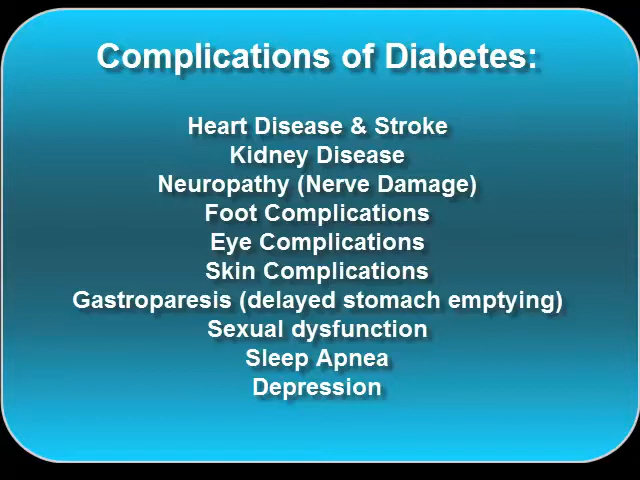 Complications of Diabetes:
Heart Disease & Stroke
Kidney Disease
Neuropathy (Nerve Damage)
Foot Complications
Eye Complications
Skin Complications
Gastroparesis (delayed stomach emptying)
Sexual dysfunction
Sleep Apnea
Depression